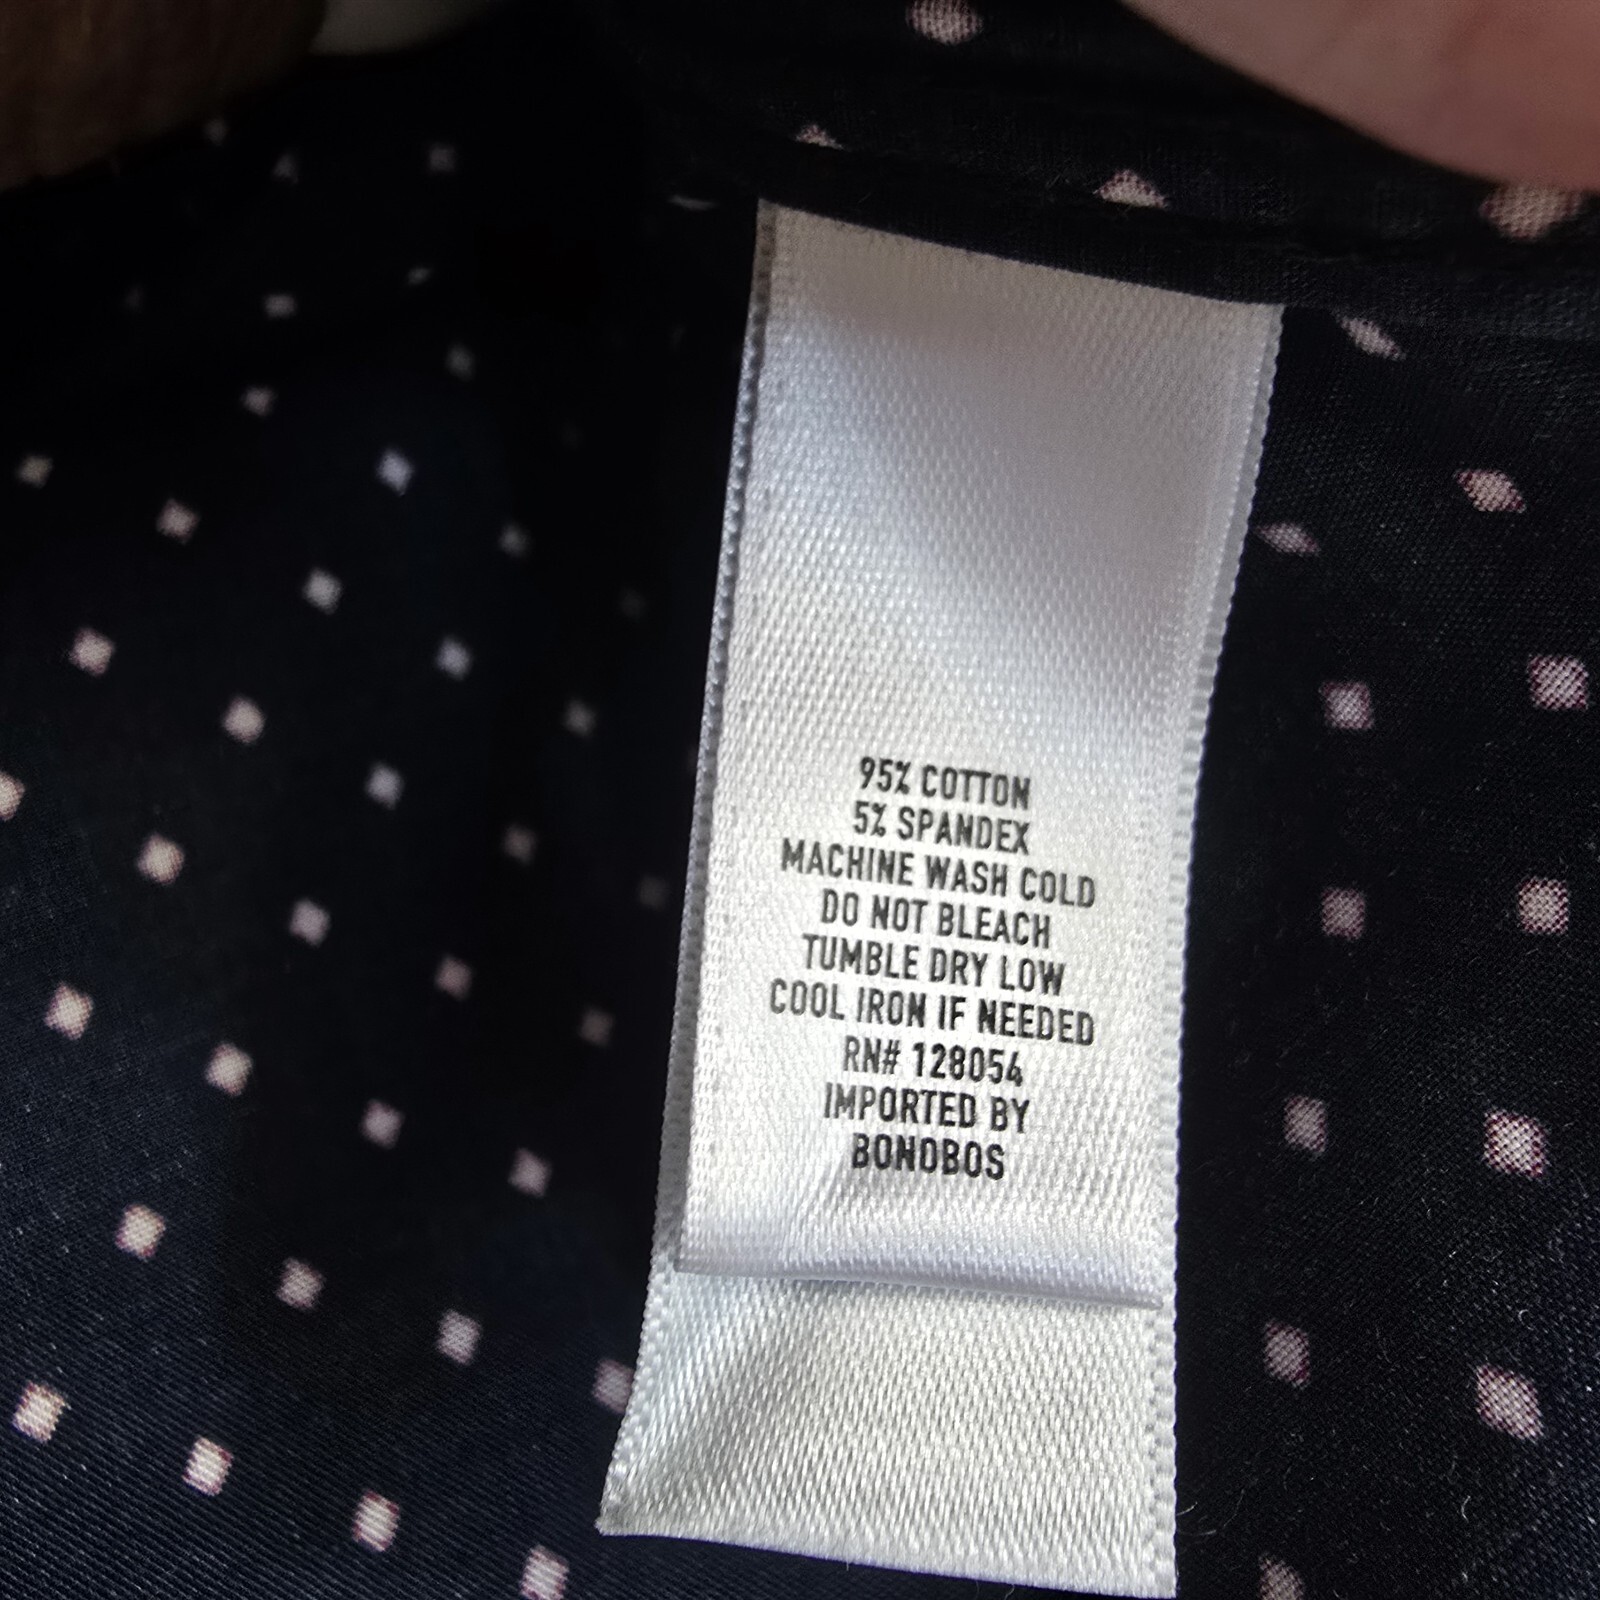 95% COTTON
5% SPANDEX
MACHINE WASH COLD
DO NOT BLEACH
TUMBLE DRY LOW
COOL IRON IF NEEDED
RN# 128054
IMPORTED BY
BONOBOS